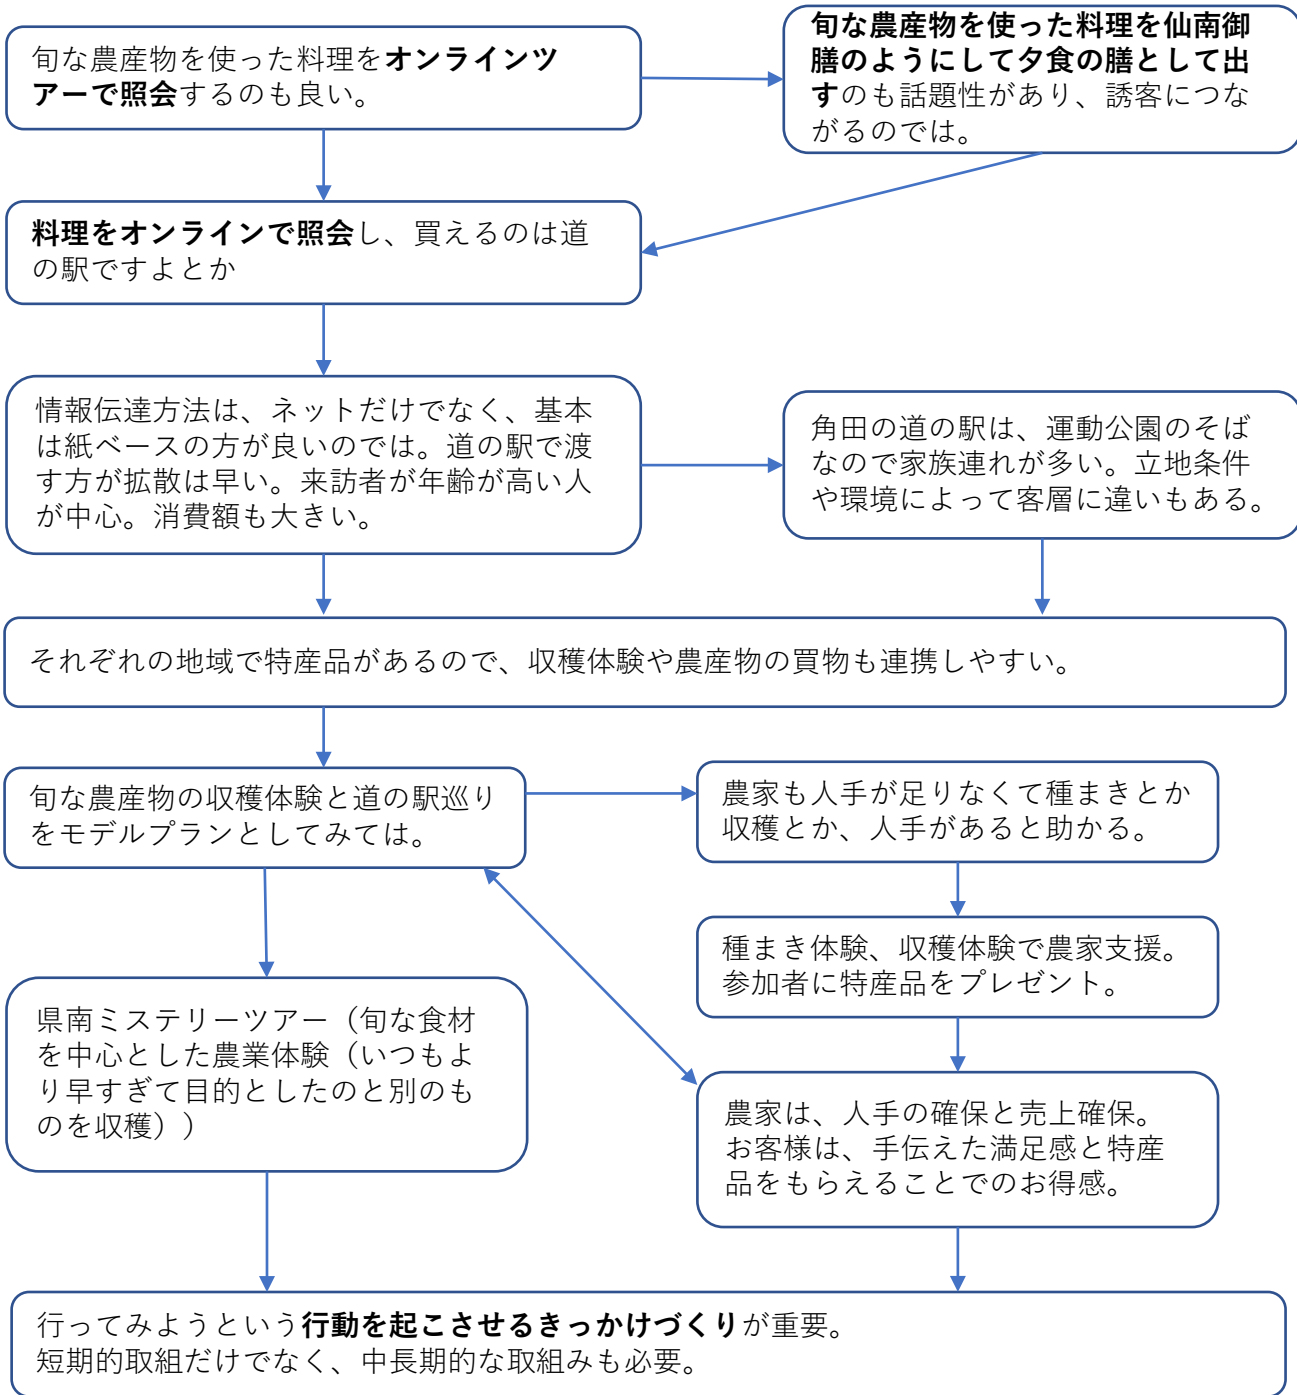 旬な農産物を使った料理をオンラインツ
アーで照会するのも良い。
旬な農産物を使った料理を仙南御
膳のようにして夕食の膳として出
すのも話題性があり、誘客につな
がるのでは。
料理をオンラインで照会し、買えるのは道
の駅ですよとか
情報伝達方法は、ネットだけでなく、基本
は紙ベースの方が良いのでは。道の駅で渡
す方が拡散は早い。来訪者が年齢が高い人
が中心。消費額も大きい。
角田の道の駅は、運動公園のそば
なので家族連れが多い。立地条件
や環境によって客層に違いもある。
それぞれの地域で特産品があるので、収穫体験や農産物の買物も連携しやすい。
旬な農産物の収穫体験と道の駅巡り
をモデルプランとしてみては。
農家も人手が足りなくて種まきとか
収穫とか、人手があると助かる。
種まき体験、収穫体験で農家支援。
参加者に特産品をプレゼント。
県南ミステリーツアー（旬な食材
を中心とした農業体験（いつもよ
り早すぎて目的としたのと別のも
のを収穫））
農家は、人手の確保と売上確保。
お客様は、手伝えた満足感と特産
品をもらえることでのお得感。
行ってみようという行動を起こさせるきっかけづくりが重要。
短期的取組だけでなく、中長期的な取組みも必要。